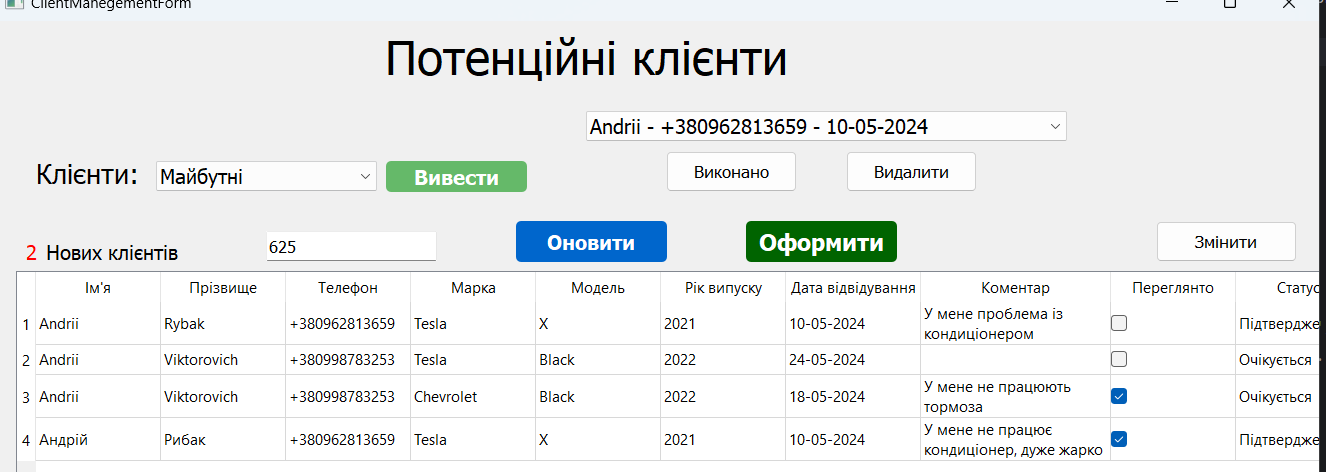 ClientManegementForm
Потенційні клієнти
Andrii - +380962813659 - 10-05-2024
Клієнти: Майбутні Вивести Виконано Видалити
2 Нових клієнтів 625 Оновити Оформити Змінити
Ім'я Прізвище Телефон Марка Модель Рік випуску Дата відвідування Коментар Переглянто Статус
1 Andrii Rybak +380962813659 Tesla X 2021 10-05-2024 У мене проблема із кондиціонером Підтвердже
2 Andrii Viktorovich +380998783253 Tesla Black 2022 24-05-2024 Очікується
3 Andrii Viktorovich +380998783253 Chevrolet Black 2022 18-05-2024 У мене не працюють тормоза Очікується
4 Андрій Рибак +380962813659 Tesla X 2021 10-05-2024 У мене не працює кондиціонер, дуже жарко Підтвердже